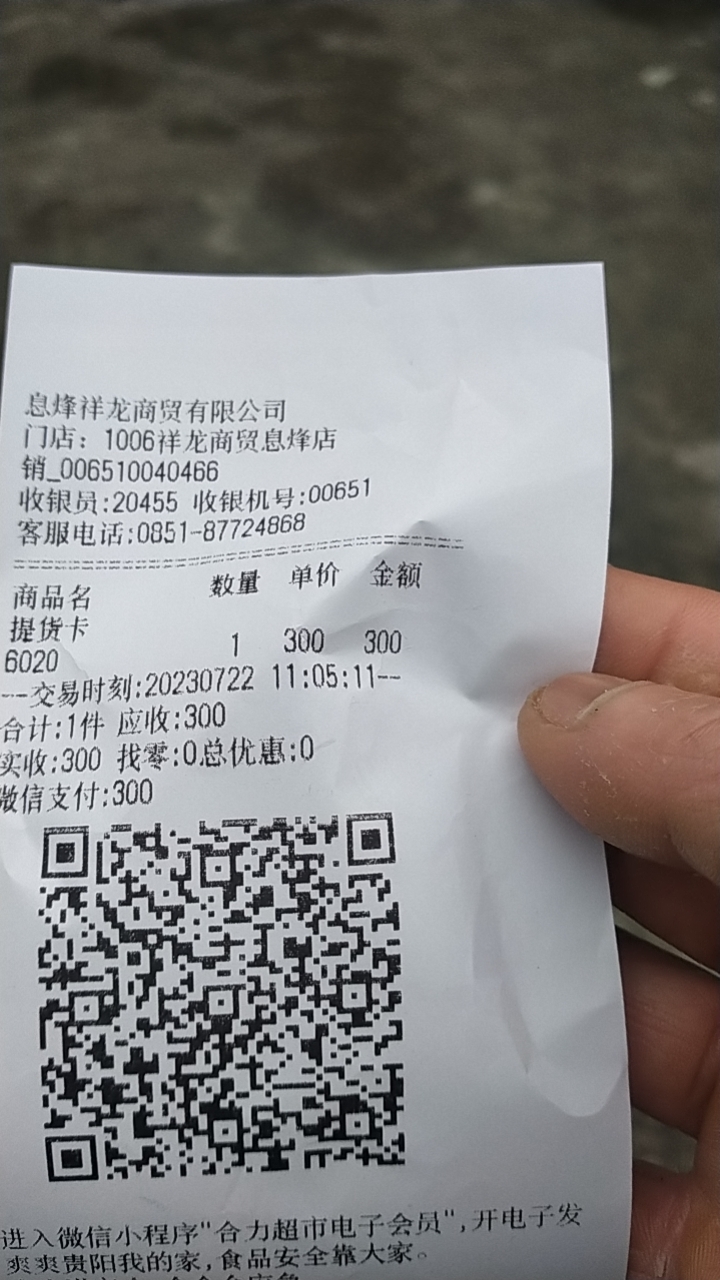 息烽祥龙商贸有限公司
门店：1006祥龙商贸息烽店
销_006510040466
收银员:20455 收银机号:00651
客服电话:0851-87724868
商品名 数量 单价 金额
提货卡
6020 1 300 300
--交易时刻:20230722 11:05:11--
合计:1件 应收:300
实收:300 找零:0总优惠:0
微信支付:300
进入微信小程序"合力超市电子会员",开电子发
爽爽贵阳我的家,食品安全靠大家。